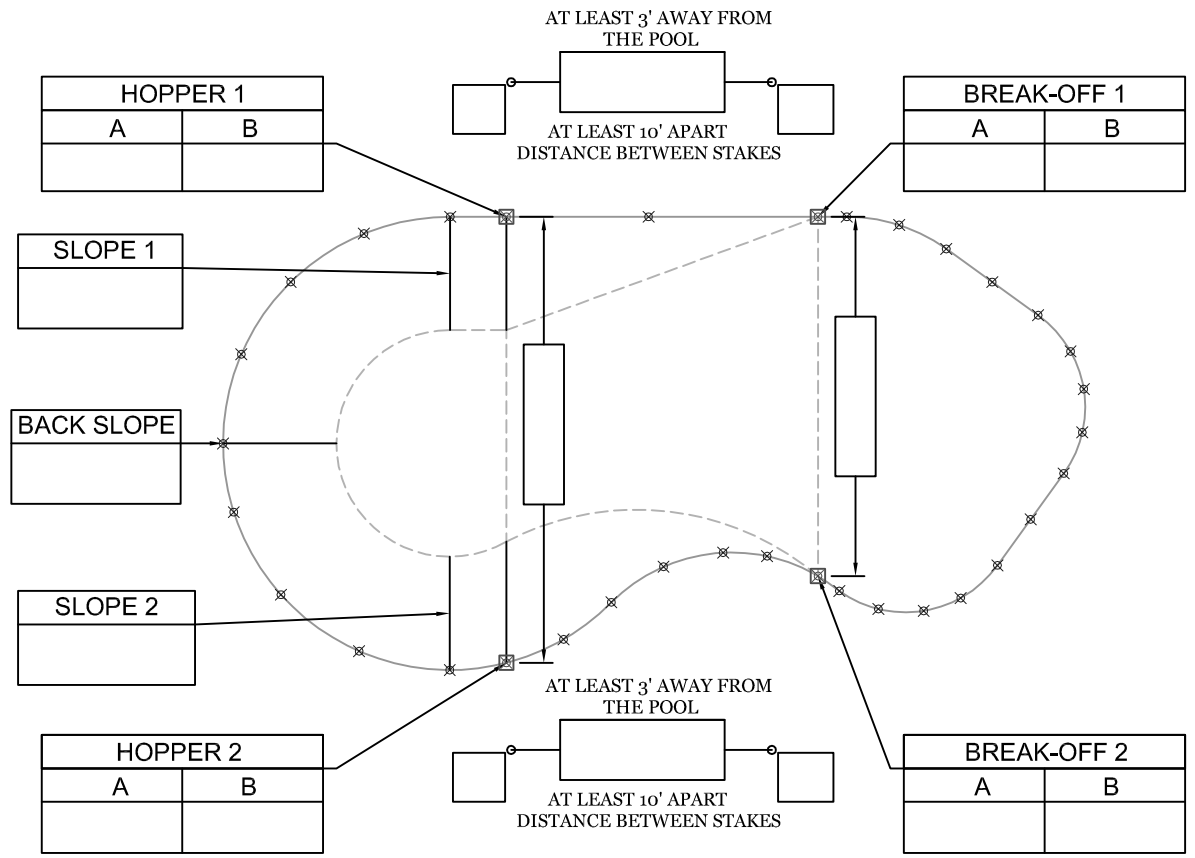 AT LEAST 3' AWAY FROM
THE POOL
HOPPER 1
A B
BREAK-OFF 1
A B
AT LEAST 10' APART
DISTANCE BETWEEN STAKES
SLOPE 1
BACK SLOPE
SLOPE 2
AT LEAST 3' AWAY FROM
THE POOL
HOPPER 2
A B
BREAK-OFF 2
A B
AT LEAST 10' APART
DISTANCE BETWEEN STAKES